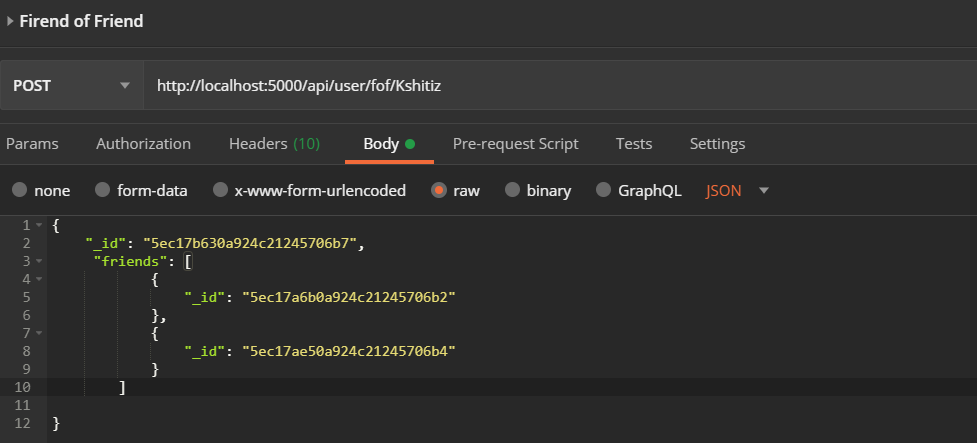 Firend of Friend
POST http://localhost:5000/api/user/fof/Kshitiz
Params Authorization Headers (10) Body Pre-request Script Tests Settings
none form-data x-www-form-urlencoded raw binary GraphQL JSON
1 {
2 "_id": "5ec17b630a924c21245706b7",
3 "friends": [
4 {
5 "_id": "5ec17a6b0a924c21245706b2"
6 },
7 {
8 "_id": "5ec17ae50a924c21245706b4"
9 }
10 ]
11
12 }